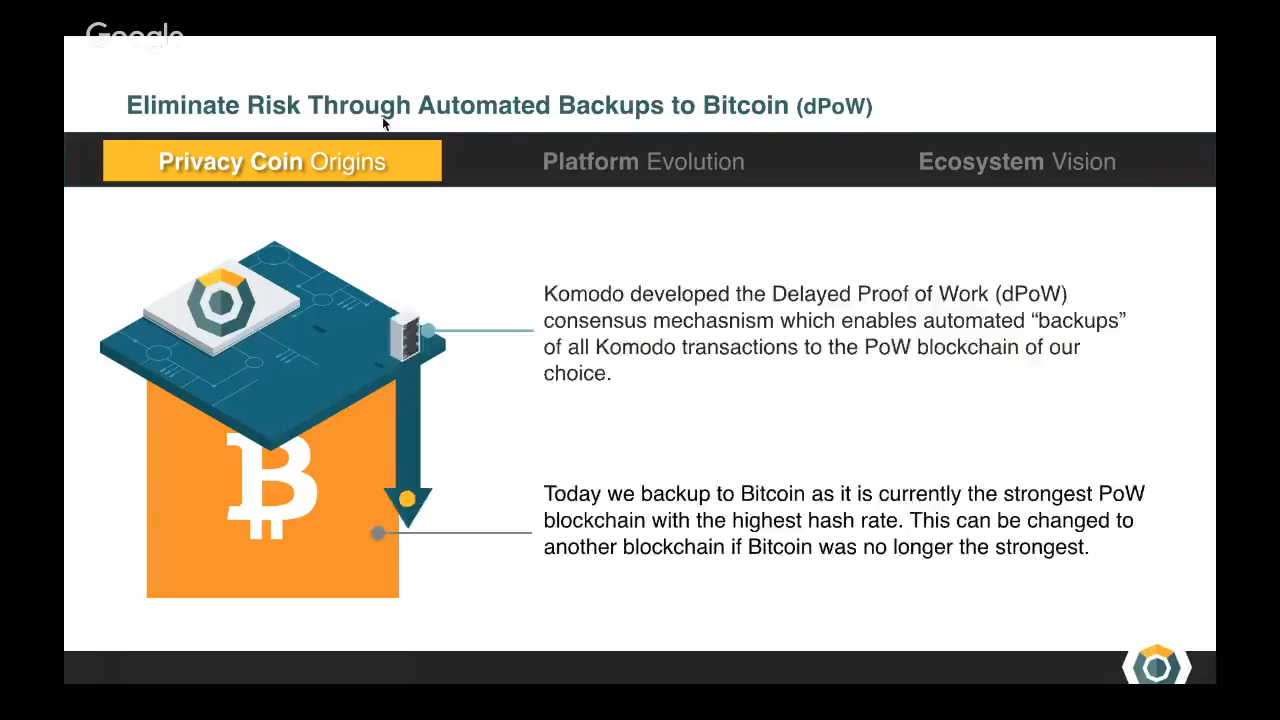 Google
Eliminate Risk Through Automated Backups to Bitcoin (dPoW)
Privacy Coin Origins
Platform Evolution
Ecosystem Vision
Komodo developed the Delayed Proof of Work (dPoW)
consensus mechasnism which enables automated “backups”
of all Komodo transactions to the PoW blockchain of our
choice.
Today we backup to Bitcoin as it is currently the strongest PoW
blockchain with the highest hash rate. This can be changed to
another blockchain if Bitcoin was no longer the strongest.